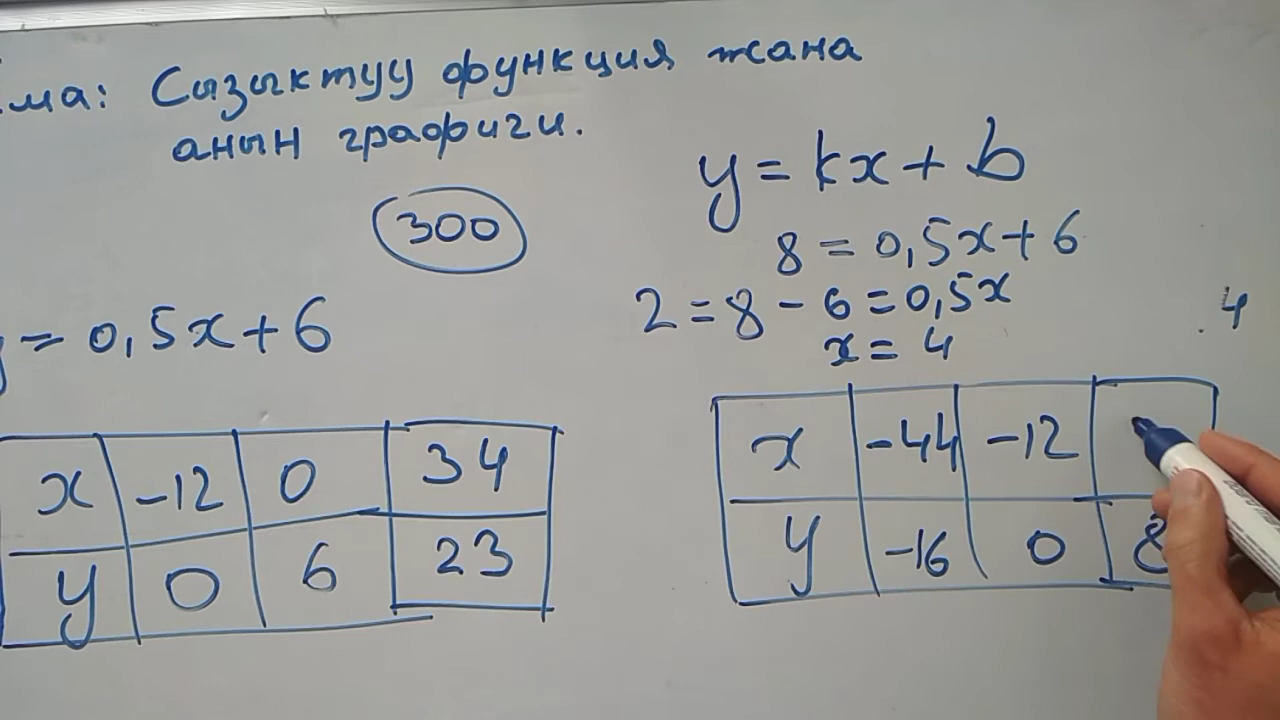 ма: Сызыктуу функция жана
анын графиги.
300
y = kx + b
8 = 0,5x + 6
2 = 8 - 6 = 0,5x
x = 4
4
y = 0,5x + 6
x -12 0 34
y 0 6 23
x -44 -12
y -16 0 8